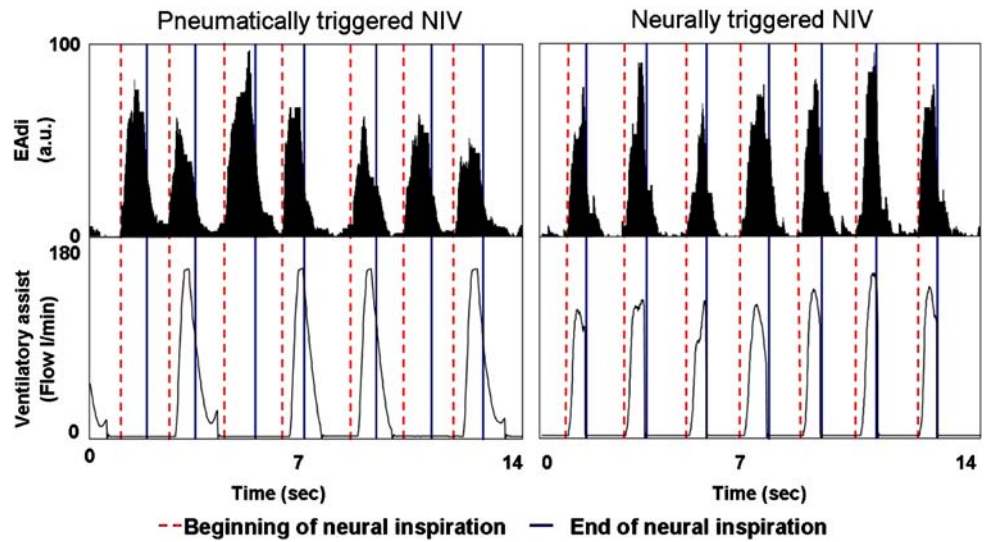 Pneumatically triggered NIV
Neurally triggered NIV
100
EAdi
(a.u.)
0
180
Ventilatory assist
(Flow l/min)
0
0 7 14
0 7 14
Time (sec)
Time (sec)
Beginning of neural inspiration
End of neural inspiration